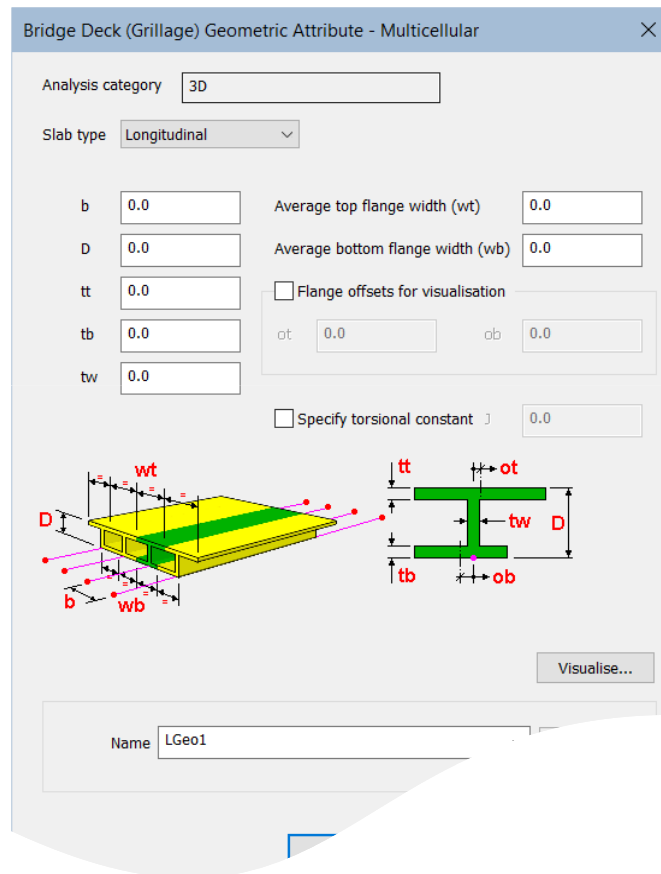 Bridge Deck (Grillage) Geometric Attribute - Multicellular
Analysis category 3D
Slab type Longitudinal
b 0.0 Average top flange width (wt) 0.0
D 0.0 Average bottom flange width (wb) 0.0
tt 0.0 Flange offsets for visualisation
tb 0.0 ot 0.0 ob 0.0
tw 0.0
Specify torsional constant J 0.0
wt
= = = =
D
b
wb
= = = =
tt ot
tw D
tb ob
Visualise...
Name LGeo1